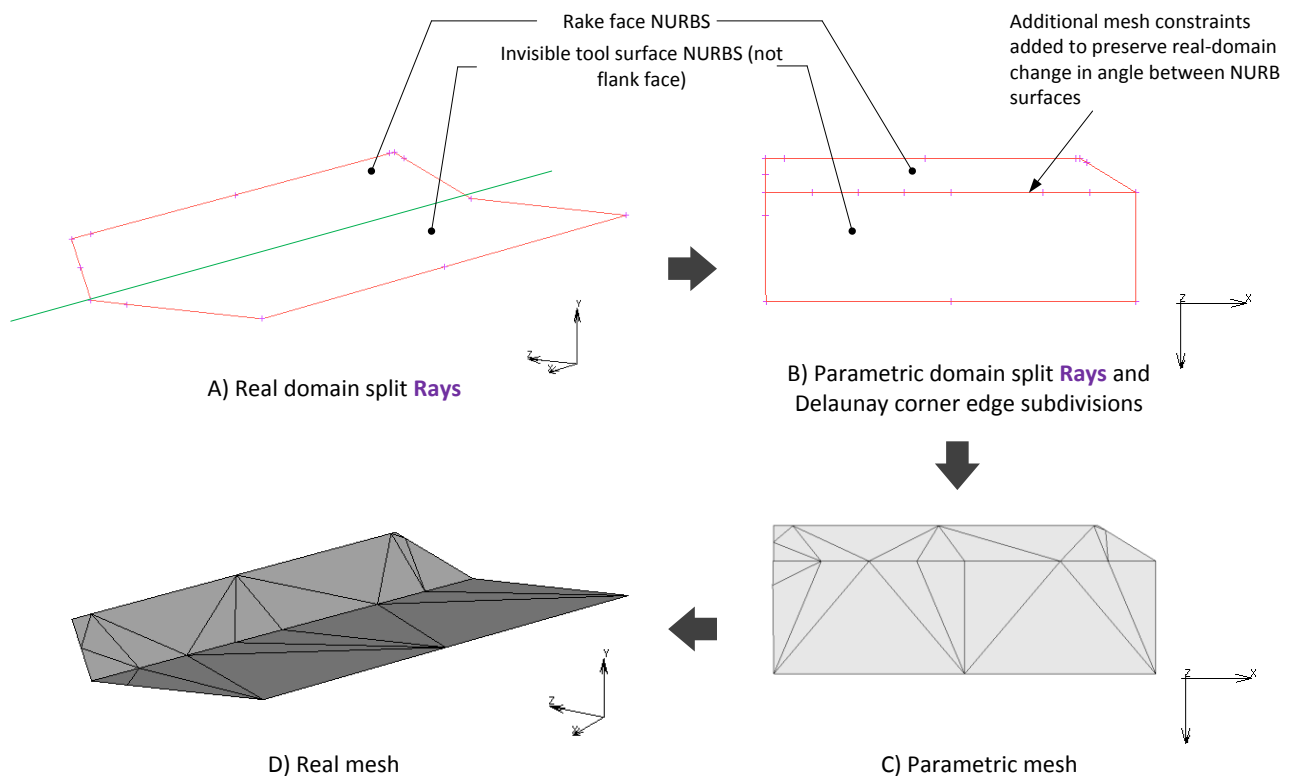 Rake face NURBS
Invisible tool surface NURBS (not
flank face)
Additional mesh constraints
added to preserve real-domain
change in angle between NURB
surfaces
Y
Z
X
A) Real domain split Rays
Z
X
B) Parametric domain split Rays and
Delaunay corner edge subdivisions
Y
Z
X
D) Real mesh
Z
X
C) Parametric mesh